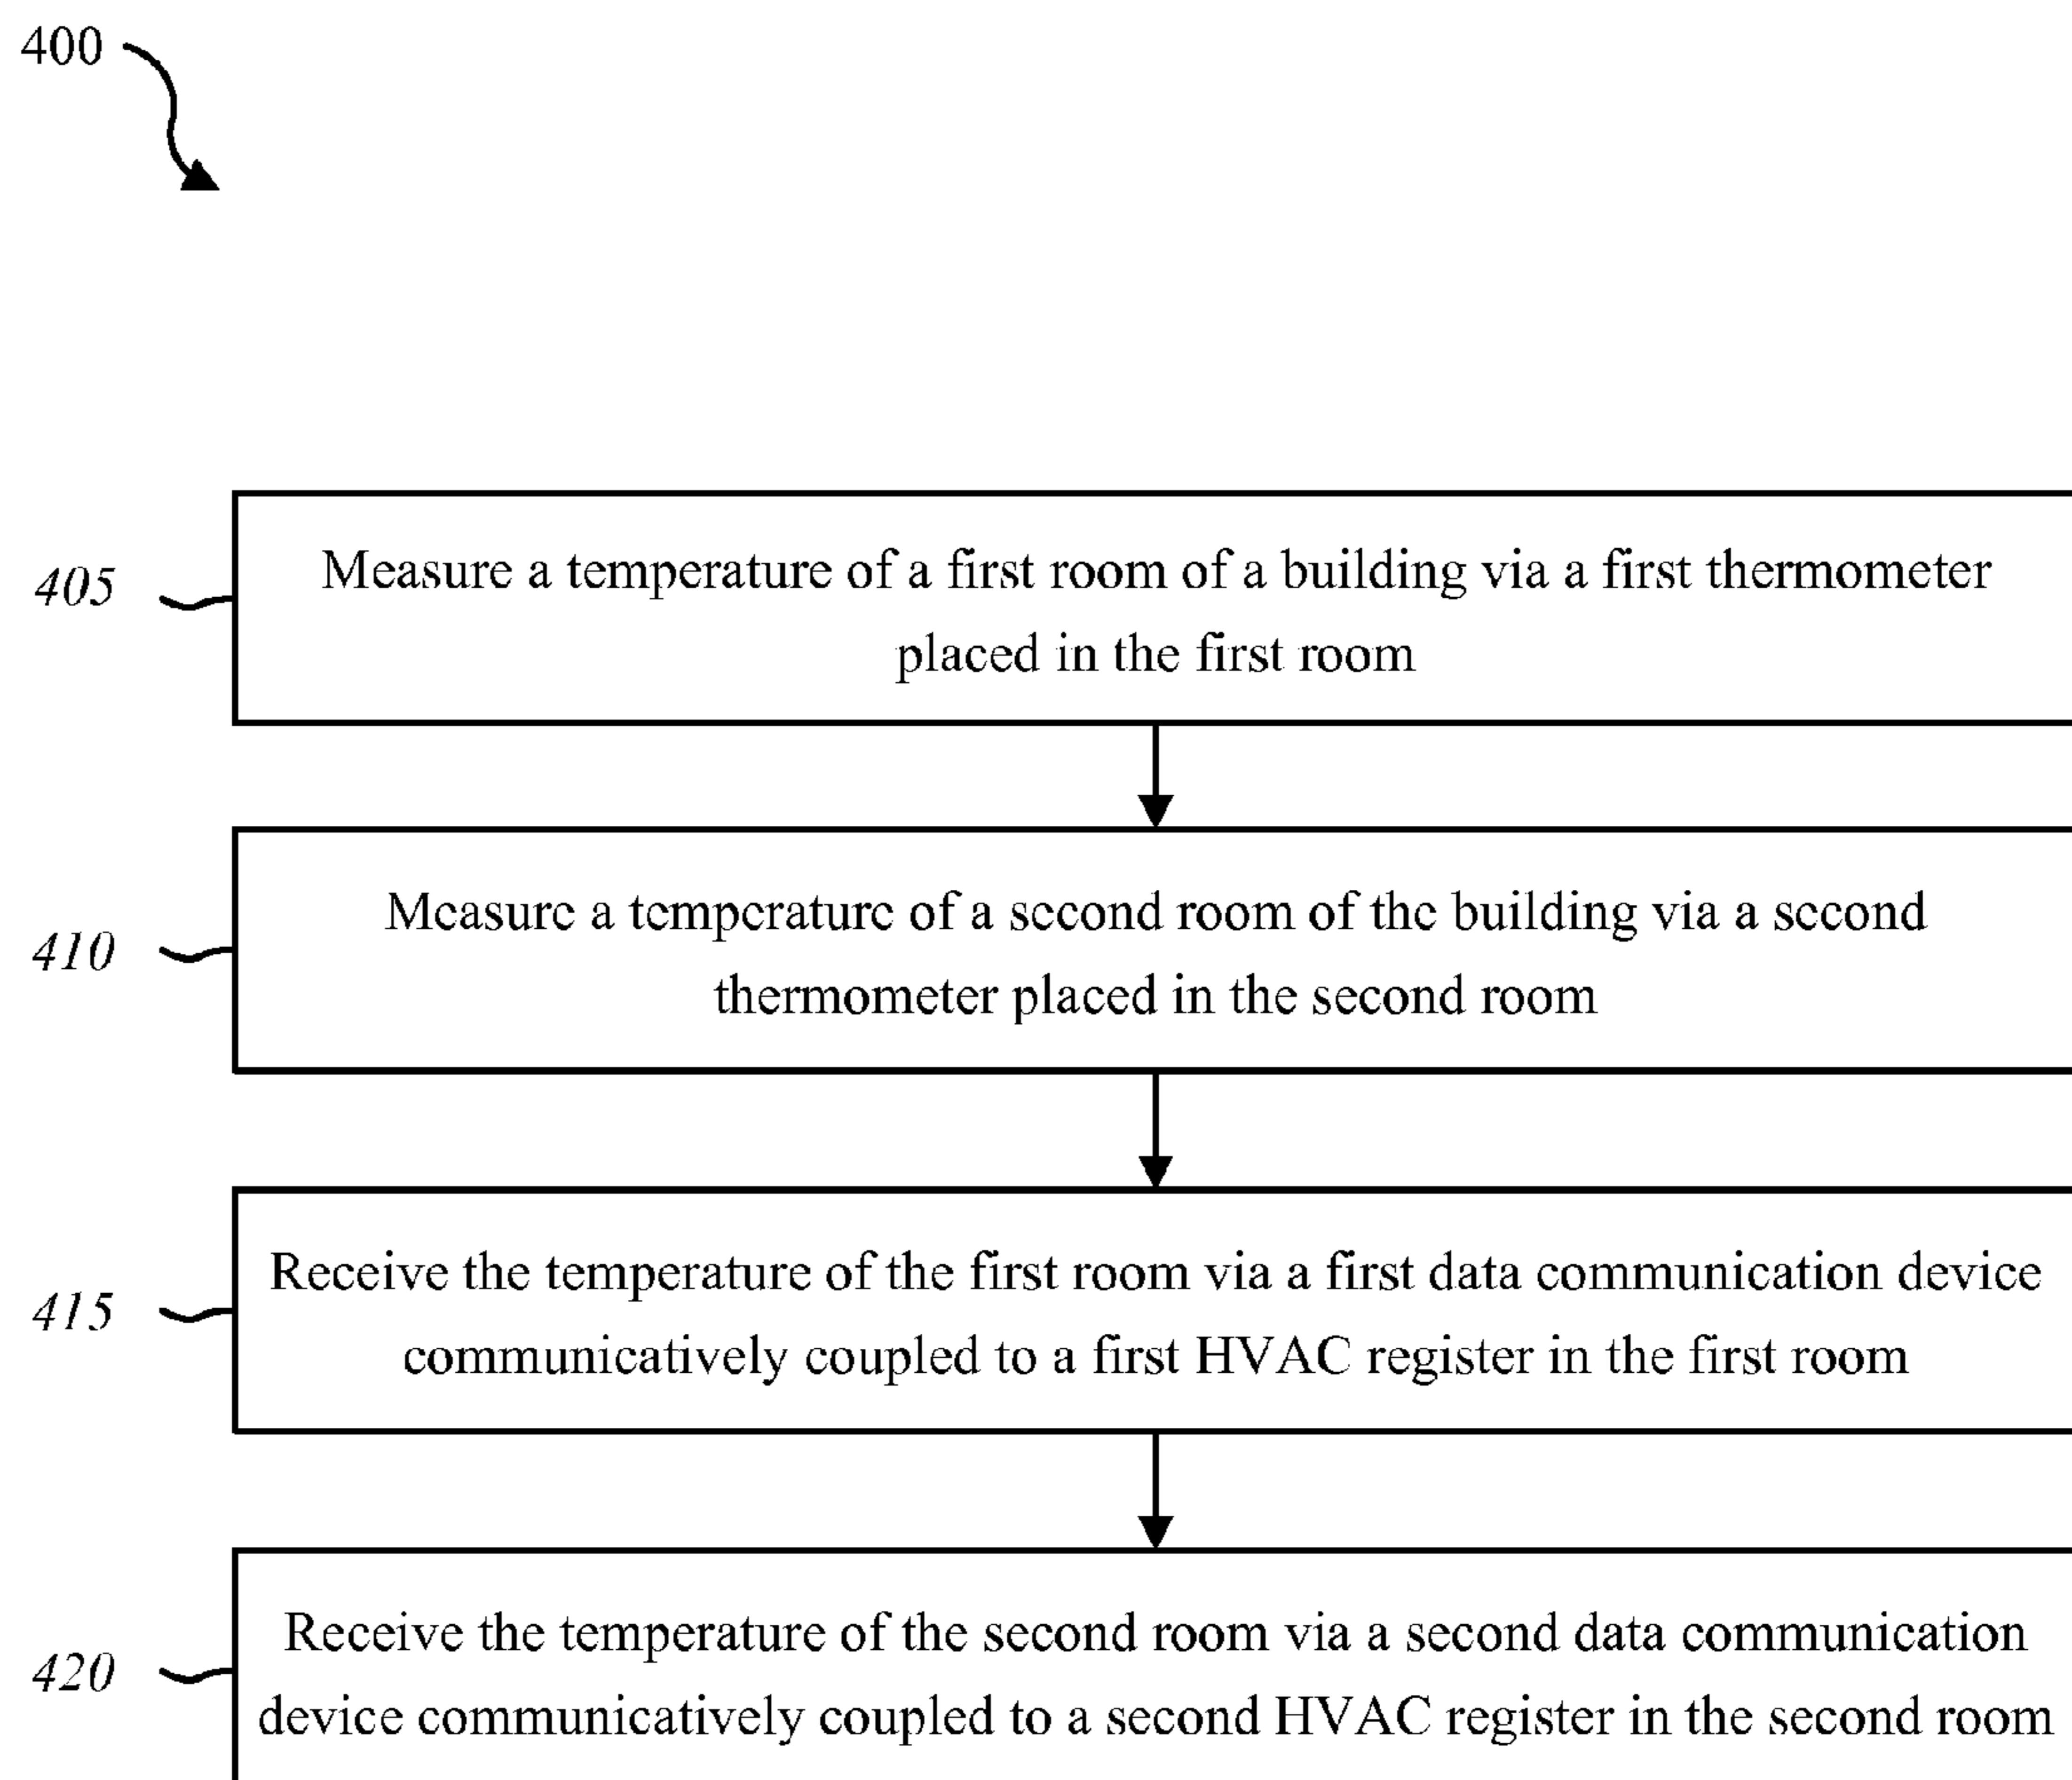 400
405
Measure a temperature of a first room of a building via a first thermometer
placed in the first room
410
Measure a temperature of a second room of the building via a second
thermometer placed in the second room
415
Receive the temperature of the first room via a first data communication device
communicatively coupled to a first HVAC register in the first room
420
Receive the temperature of the second room via a second data communication
device communicatively coupled to a second HVAC register in the second room